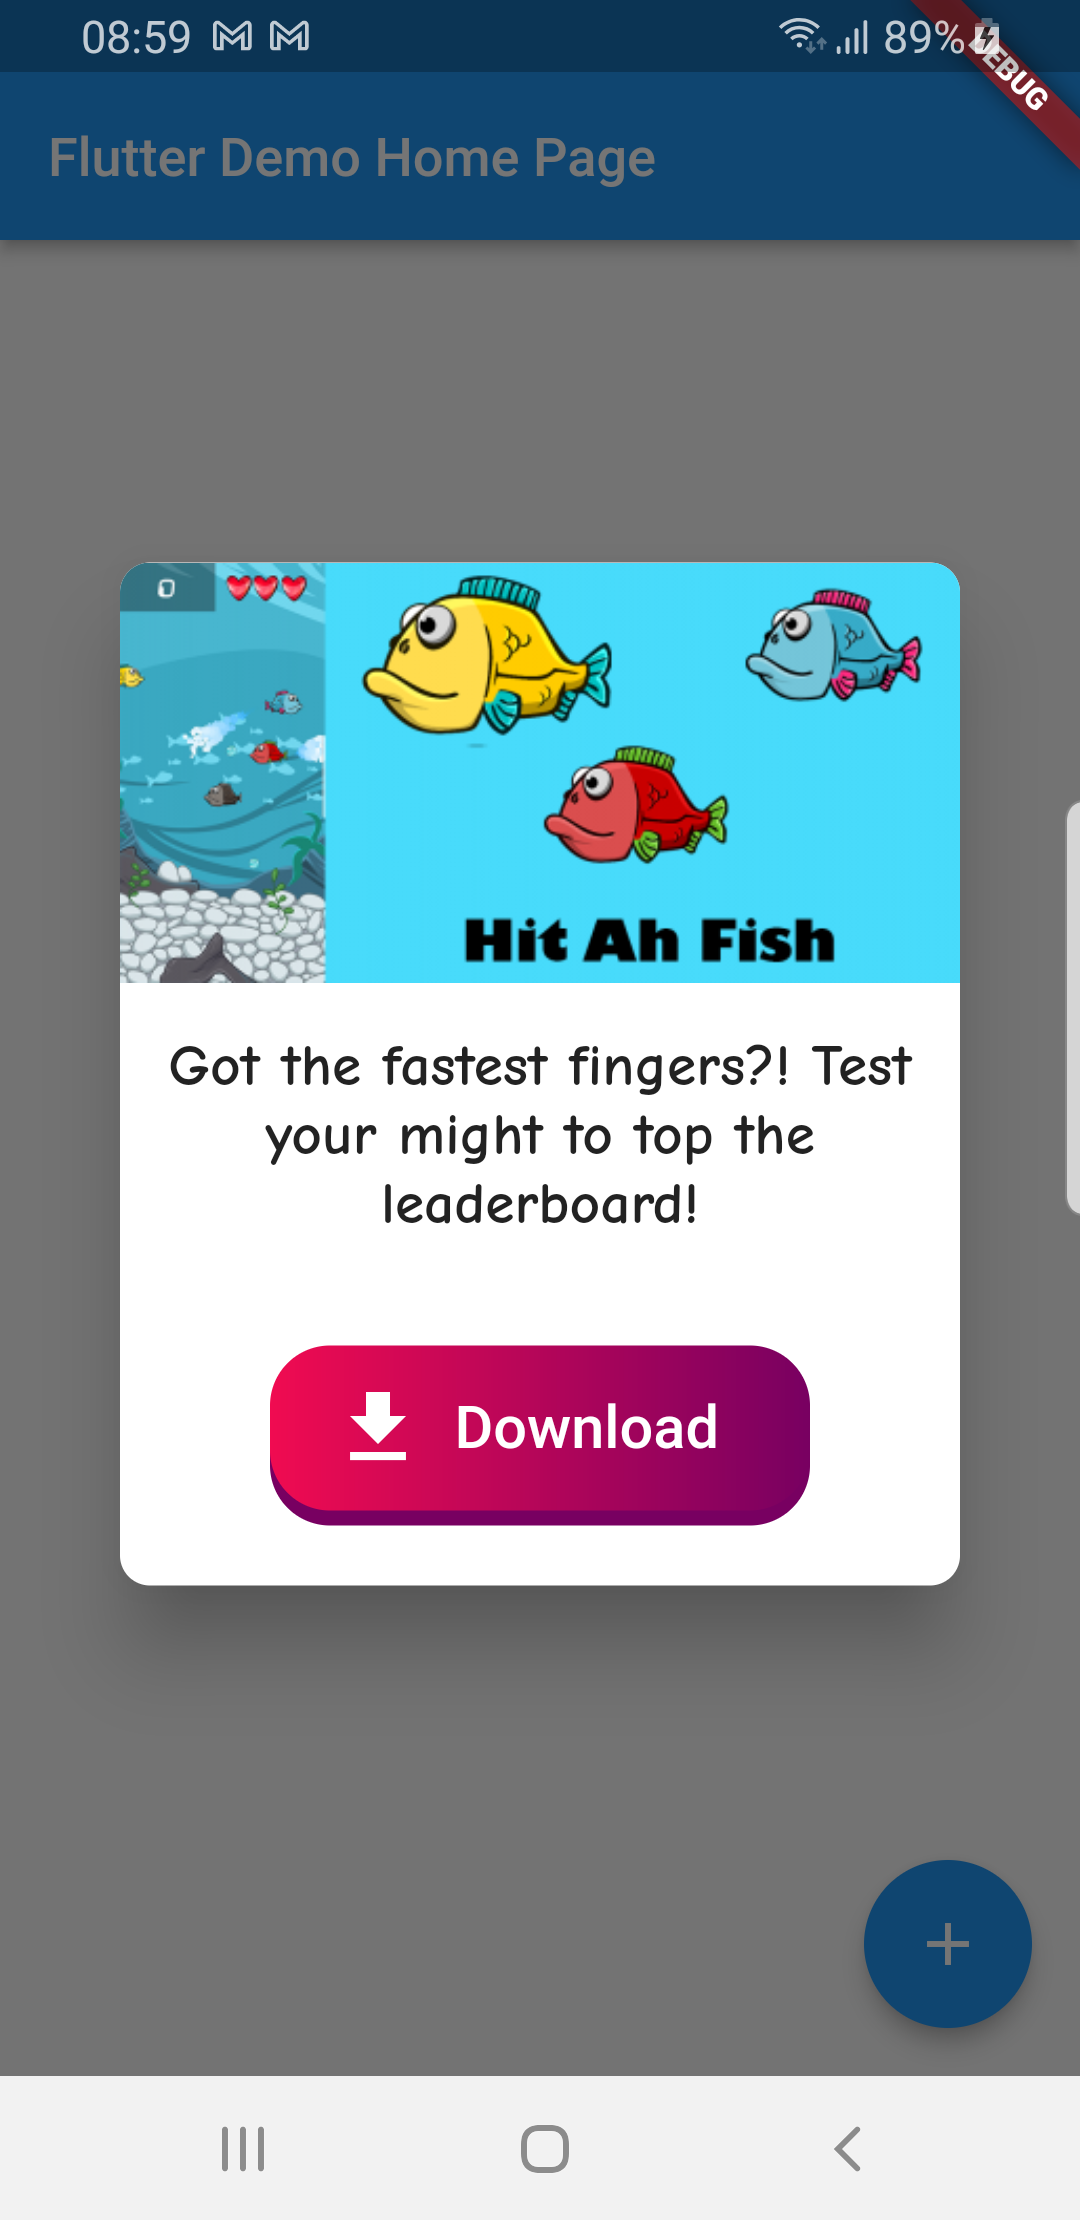 08:59
89%
DEBUG
Flutter Demo Home Page
0
Hit Ah Fish
Got the fastest fingers?! Test
your might to top the
leaderboard!
Download